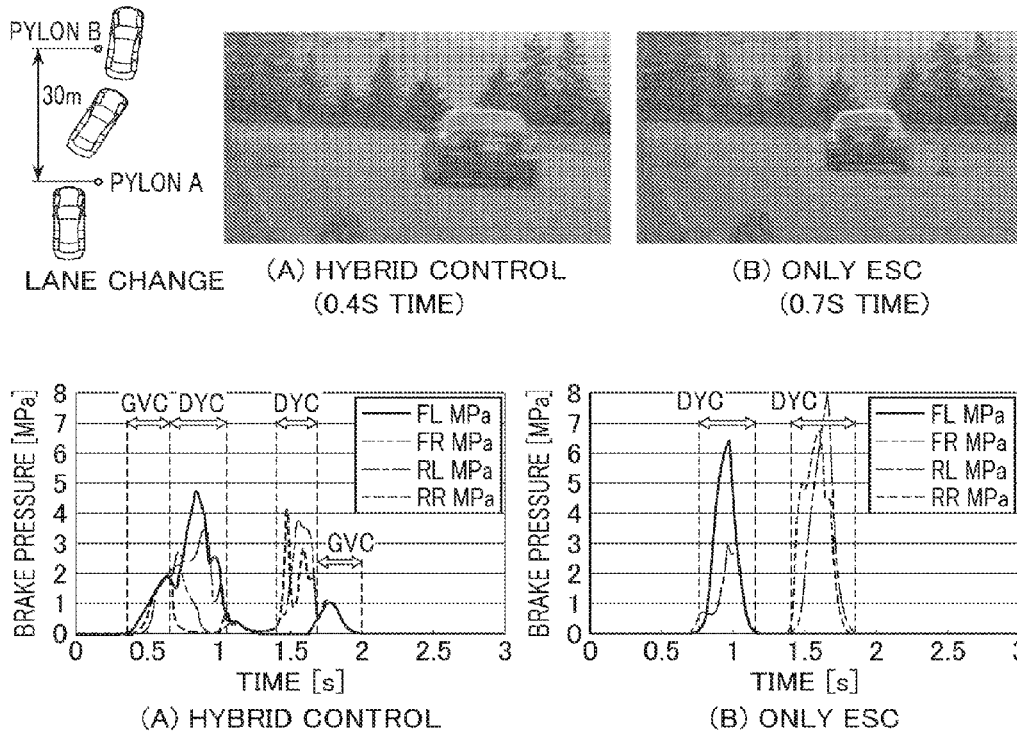 PYLON B
30m
PYLON A
LANE CHANGE
(A) HYBRID CONTROL
(0.4S TIME)
(B) ONLY ESC
(0.7S TIME)
BRAKE PRESSURE [MPa]
8
7
6
5
4
3
2
1
0
GVC DYC
DYC
GVC
FL MPa
FR MPa
RL MPa
RR MPa
0 0.5 1 1.5 2 2.5 3
TIME [s]
(A) HYBRID CONTROL
BRAKE PRESSURE [MPa]
8
7
6
5
4
3
2
1
0
DYC DYC
FL MPa
FR MPa
RL MPa
RR MPa
0 0.5 1 1.5 2 2.5 3
TIME [s]
(B) ONLY ESC